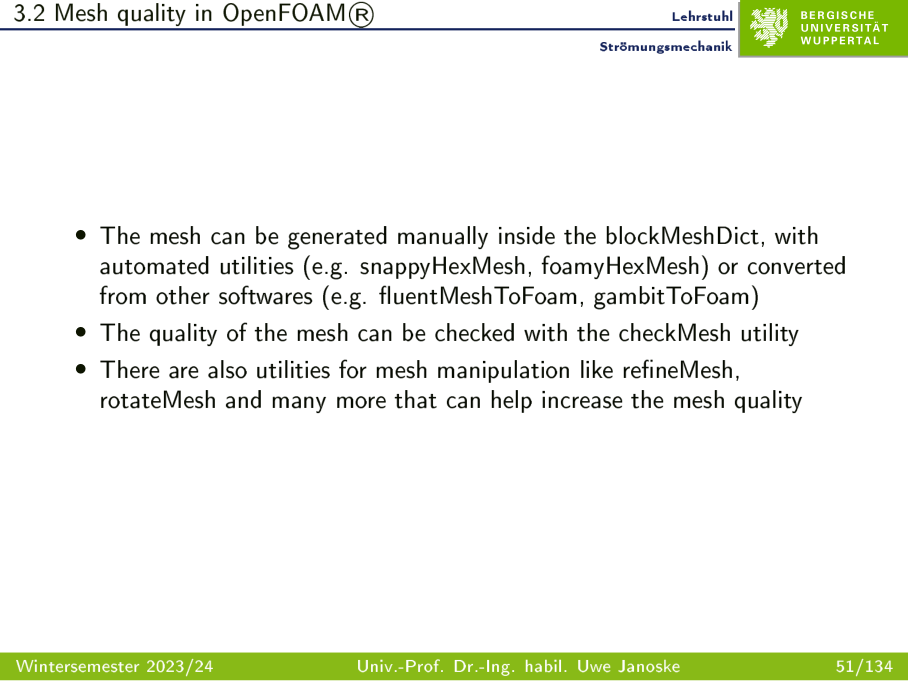 3.2 Mesh quality in OpenFOAM®
Lehrstuhl
Strömungsmechanik
BERGISCHE
UNIVERSITÄT
WUPPERTAL
• The mesh can be generated manually inside the blockMeshDict, with
automated utilities (e.g. snappyHexMesh, foamyHexMesh) or converted
from other softwares (e.g. fluentMeshToFoam, gambitToFoam)
• The quality of the mesh can be checked with the checkMesh utility
• There are also utilities for mesh manipulation like refineMesh,
rotateMesh and many more that can help increase the mesh quality
Wintersemester 2023/24
Univ.-Prof. Dr.-Ing. habil. Uwe Janoske
51/134